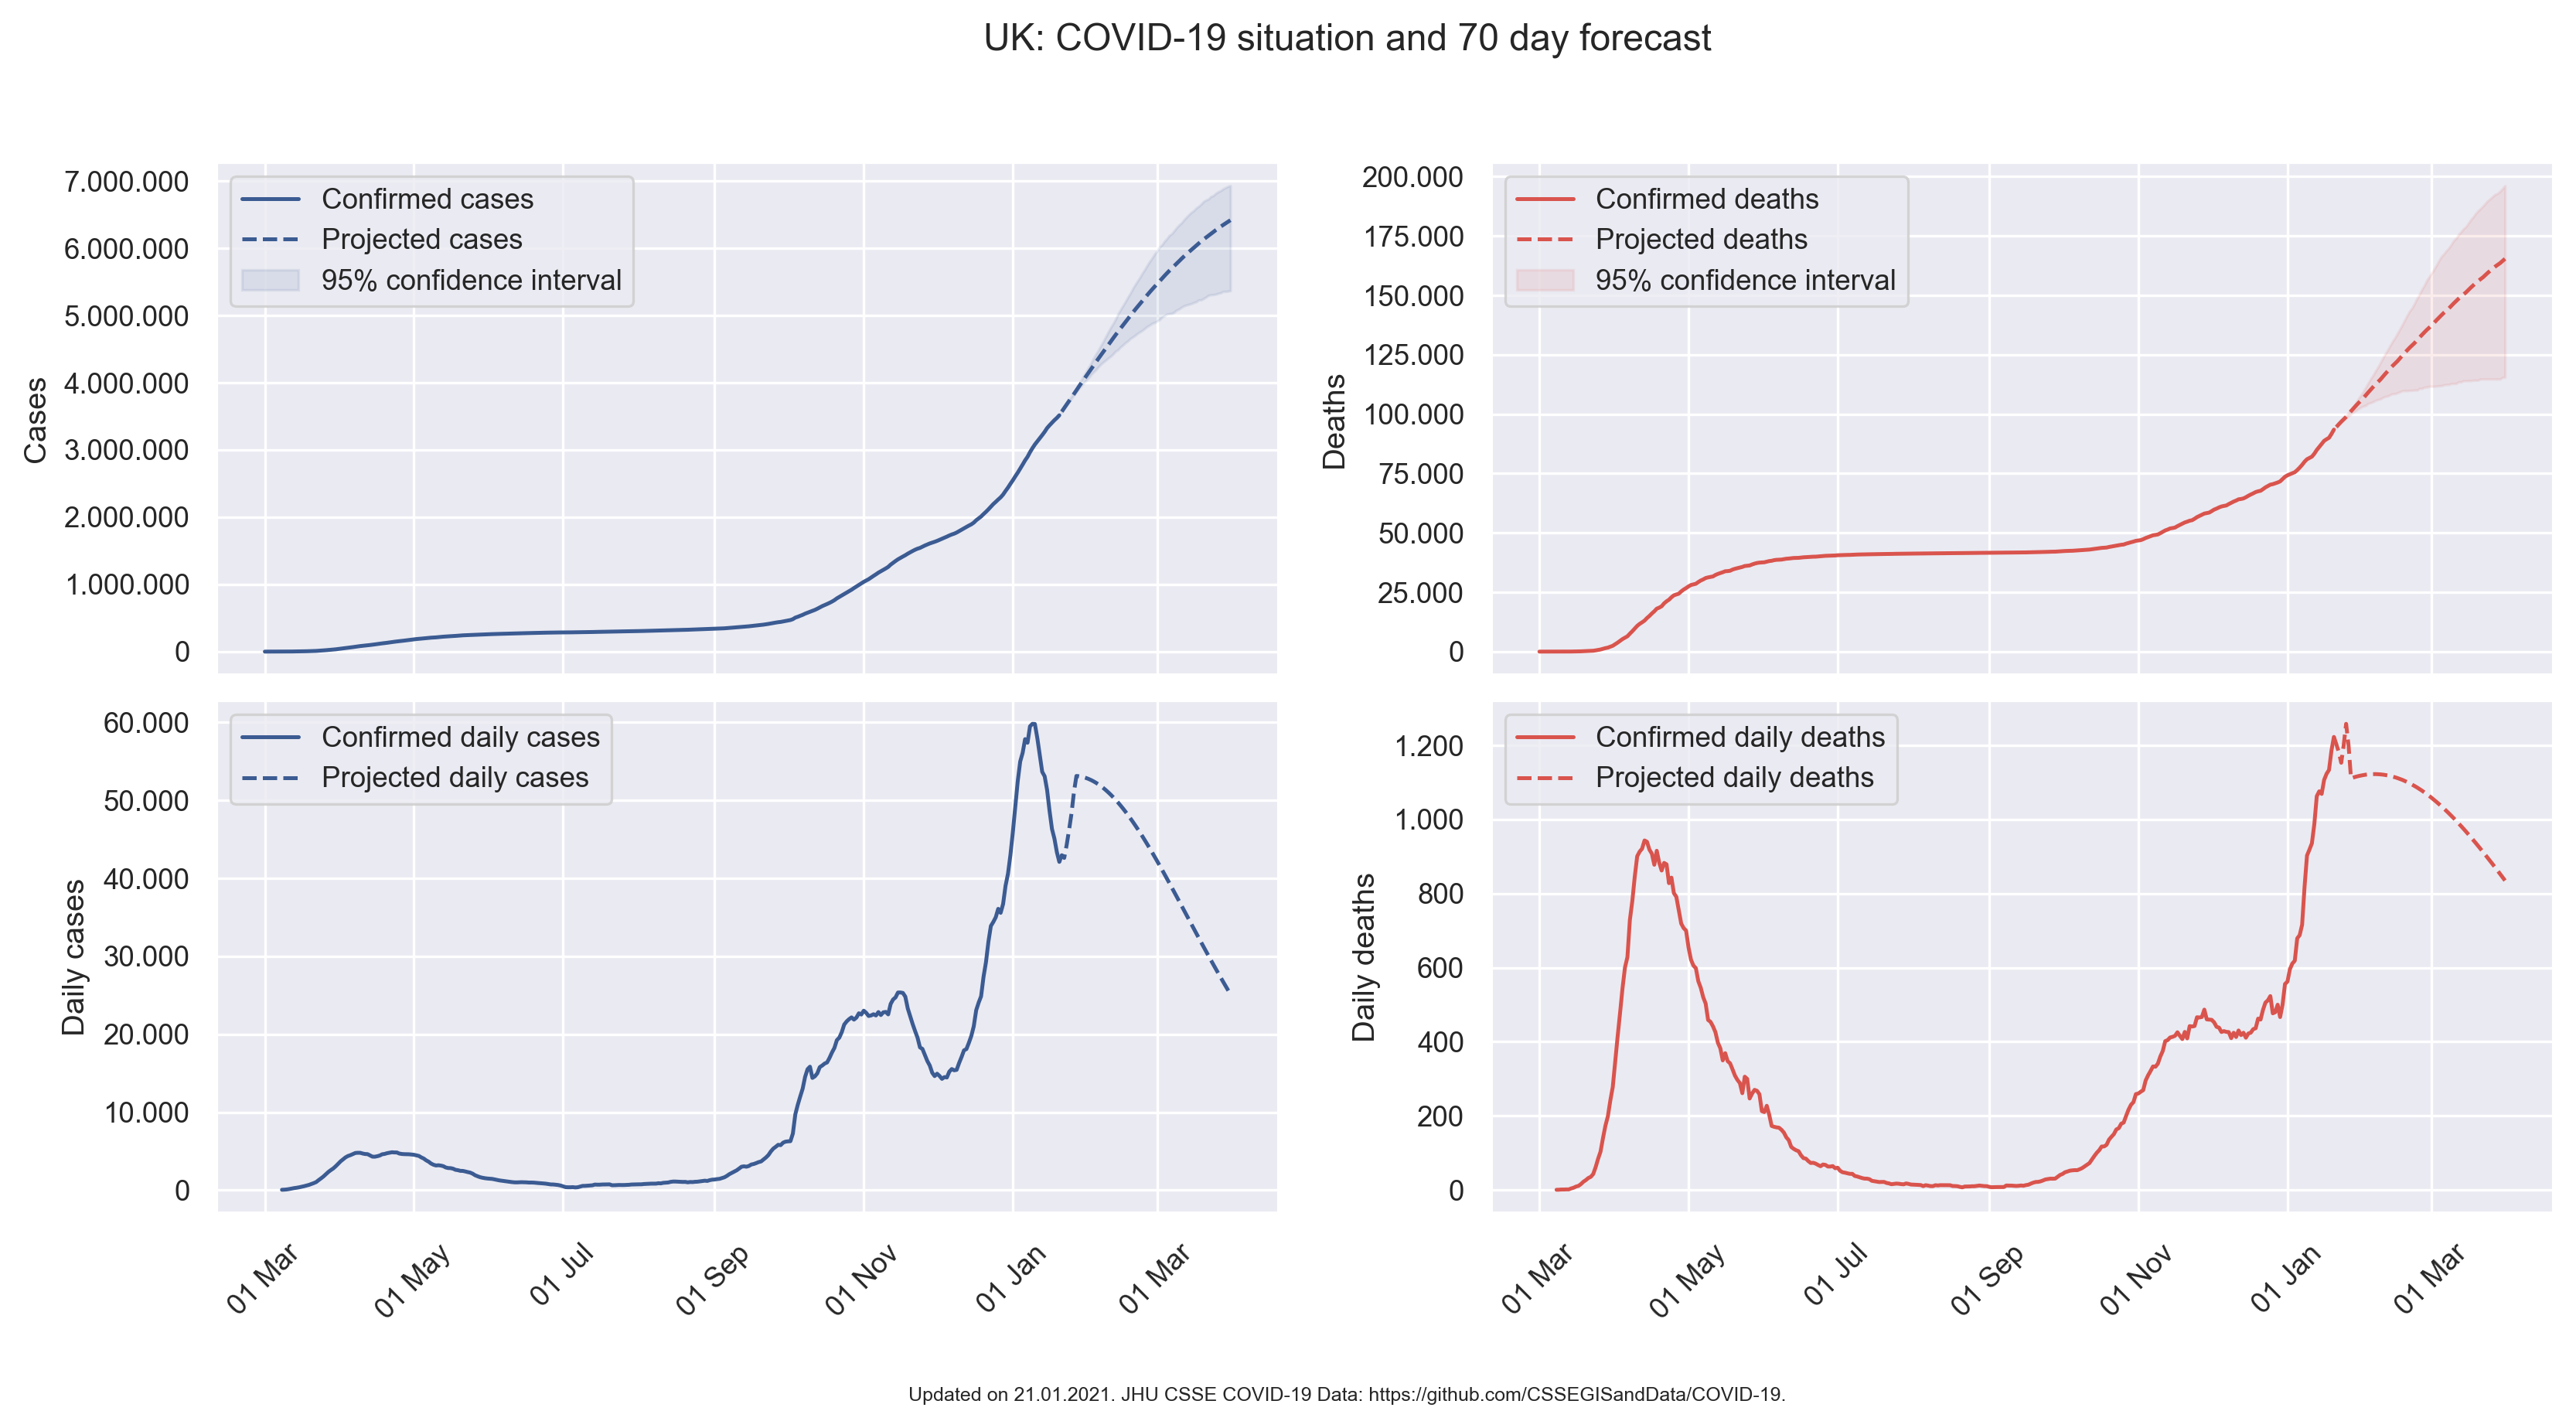 UK: COVID-19 situation and 70 day forecast
7.000.000
6.000.000
5.000.000
4.000.000
3.000.000
2.000.000
1.000.000
0
Cases
Confirmed cases
Projected cases
95% confidence interval
200.000
175.000
150.000
125.000
100.000
75.000
50.000
25.000
0
Deaths
Confirmed deaths
Projected deaths
95% confidence interval
60.000
50.000
40.000
30.000
20.000
10.000
0
Daily cases
Confirmed daily cases
Projected daily cases
01 Mar
01 May
01 Jul
01 Sep
01 Nov
01 Jan
01 Mar
1.200
1.000
800
600
400
200
0
Daily deaths
Confirmed daily deaths
Projected daily deaths
01 Mar
01 May
01 Jul
01 Sep
01 Nov
01 Jan
01 Mar
Updated on 21.01.2021. JHU CSSE COVID-19 Data: https://github.com/CSSEGISandData/COVID-19.